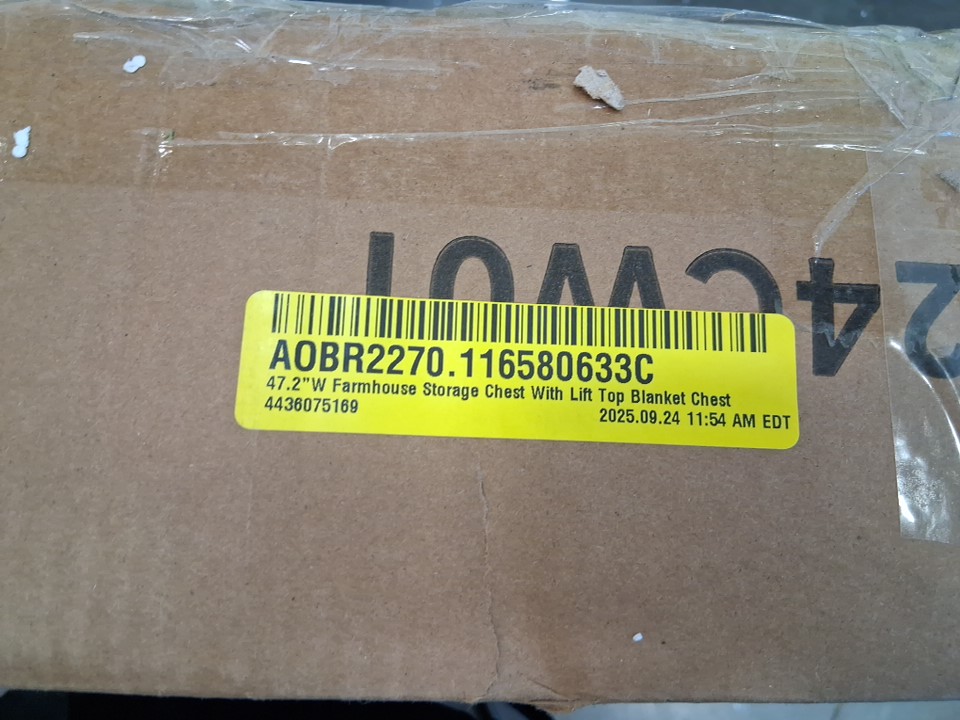 24CW01
AOBR2270.116580633C
47.2"W Farmhouse Storage Chest With Lift Top Blanket Chest
4436075169 2025.09.24 11:54 AM EDT